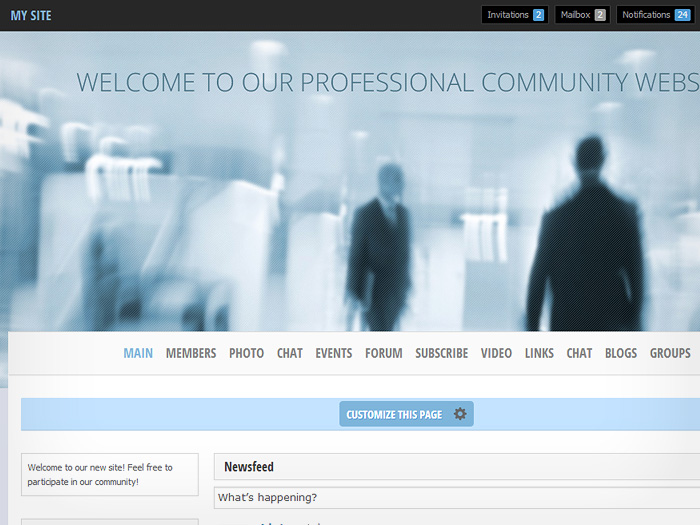 MY SITE
Invitations 2 Mailbox 2 Notifications 24
WELCOME TO OUR PROFESSIONAL COMMUNITY WEBS
MAIN MEMBERS PHOTO CHAT EVENTS FORUM SUBSCRIBE VIDEO LINKS CHAT BLOGS GROUPS
CUSTOMIZE THIS PAGE
Welcome to our new site! Feel free to
participate in our community!
Newsfeed
What's happening?